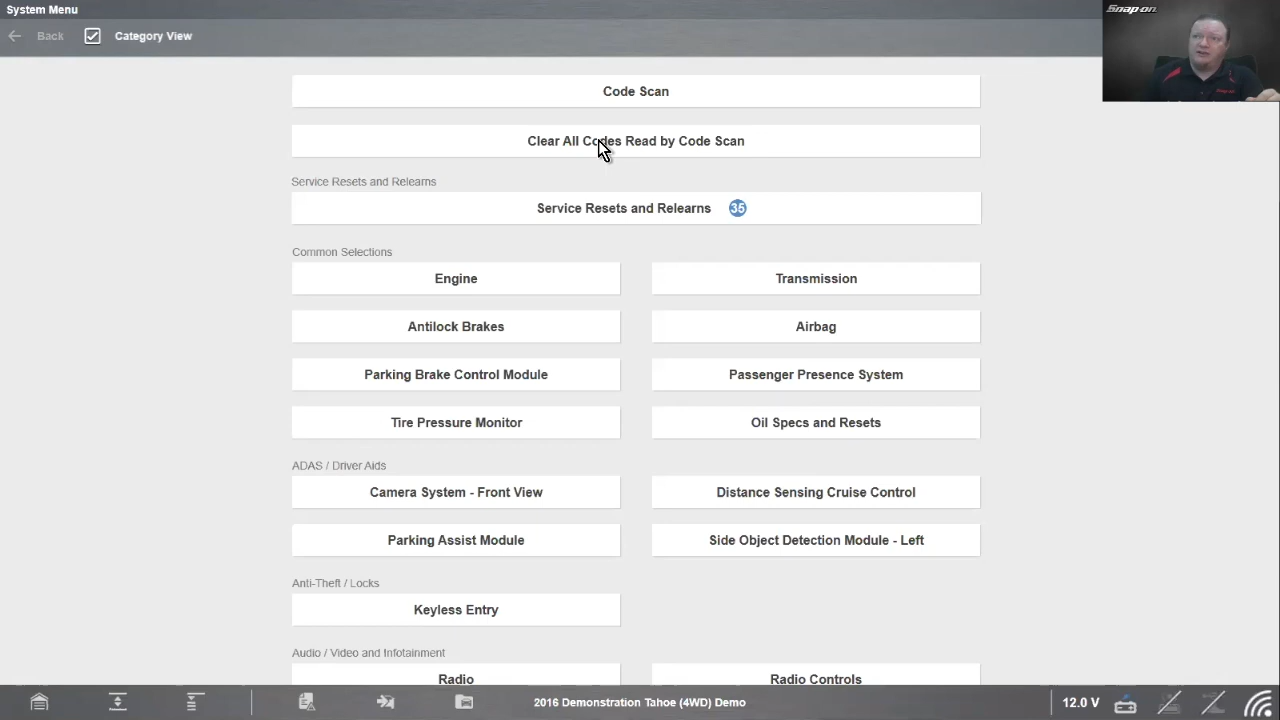 System Menu
Back
Category View
Snap-on
Code Scan
Clear All Codes Read by Code Scan
Service Resets and Relearns
Service Resets and Relearns 35
Common Selections
Engine
Transmission
Antilock Brakes
Airbag
Parking Brake Control Module
Passenger Presence System
Tire Pressure Monitor
Oil Specs and Resets
ADAS / Driver Aids
Camera System - Front View
Distance Sensing Cruise Control
Parking Assist Module
Side Object Detection Module - Left
Anti-Theft / Locks
Keyless Entry
Audio / Video and Infotainment
Radio
Radio Controls
2016 Demonstration Tahoe (4WD) Demo
12.0 V